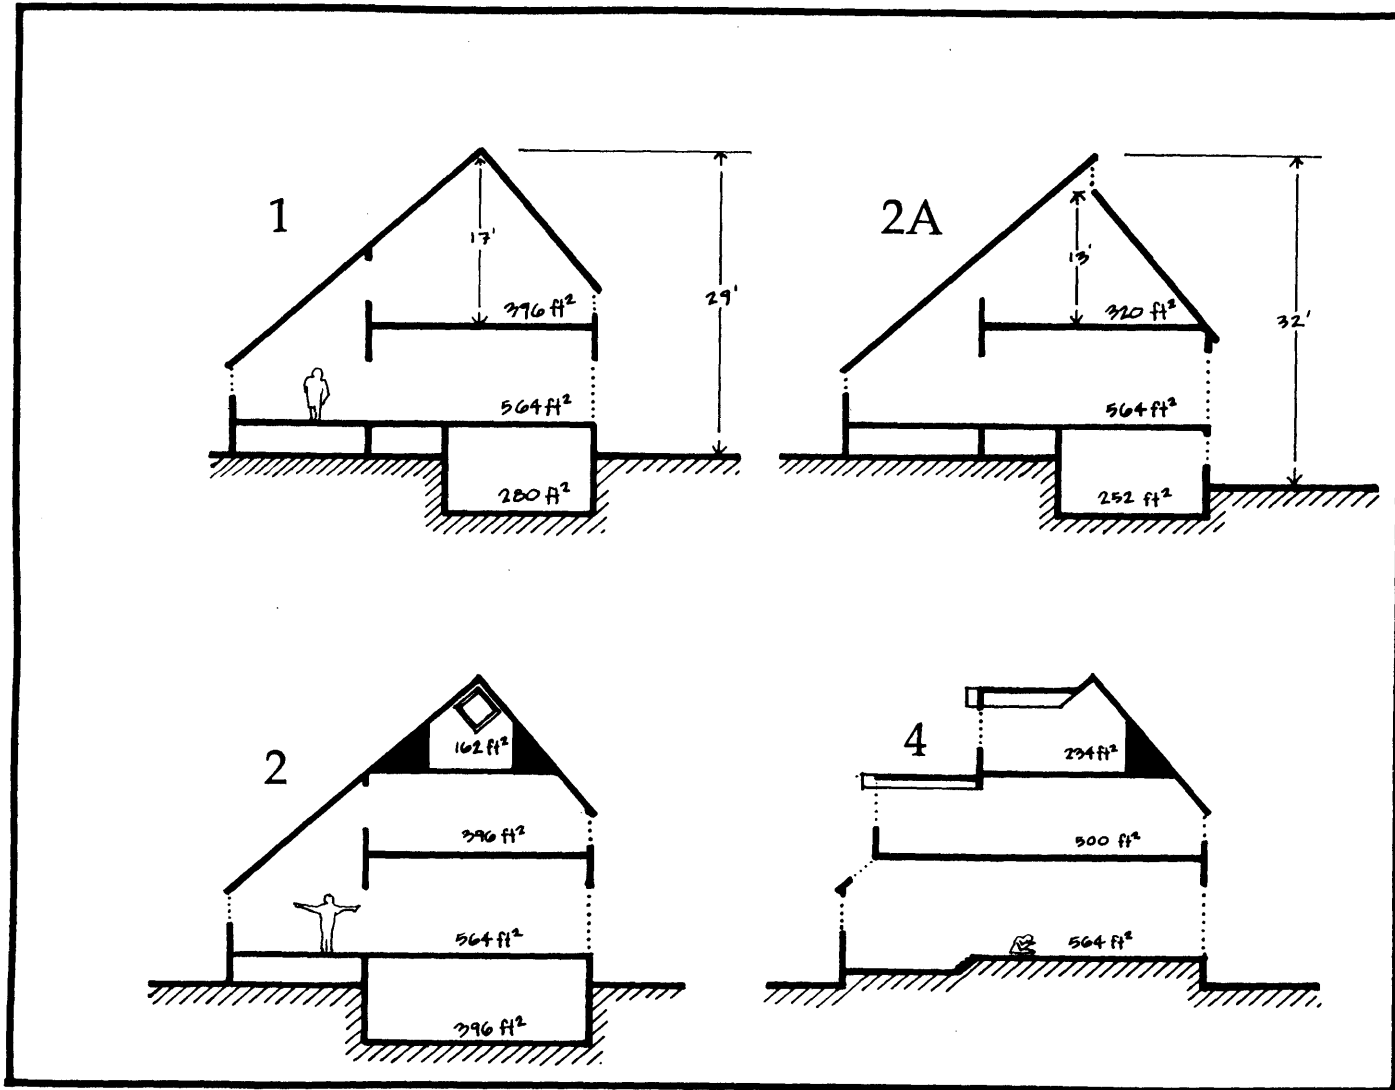 1
17'
29'
396 ft²
564 ft²
280 ft²
2A
13'
32'
320 ft²
564 ft²
252 ft²
2
162 ft²
396 ft²
564 ft²
396 ft²
4
234 ft²
500 ft²
564 ft²